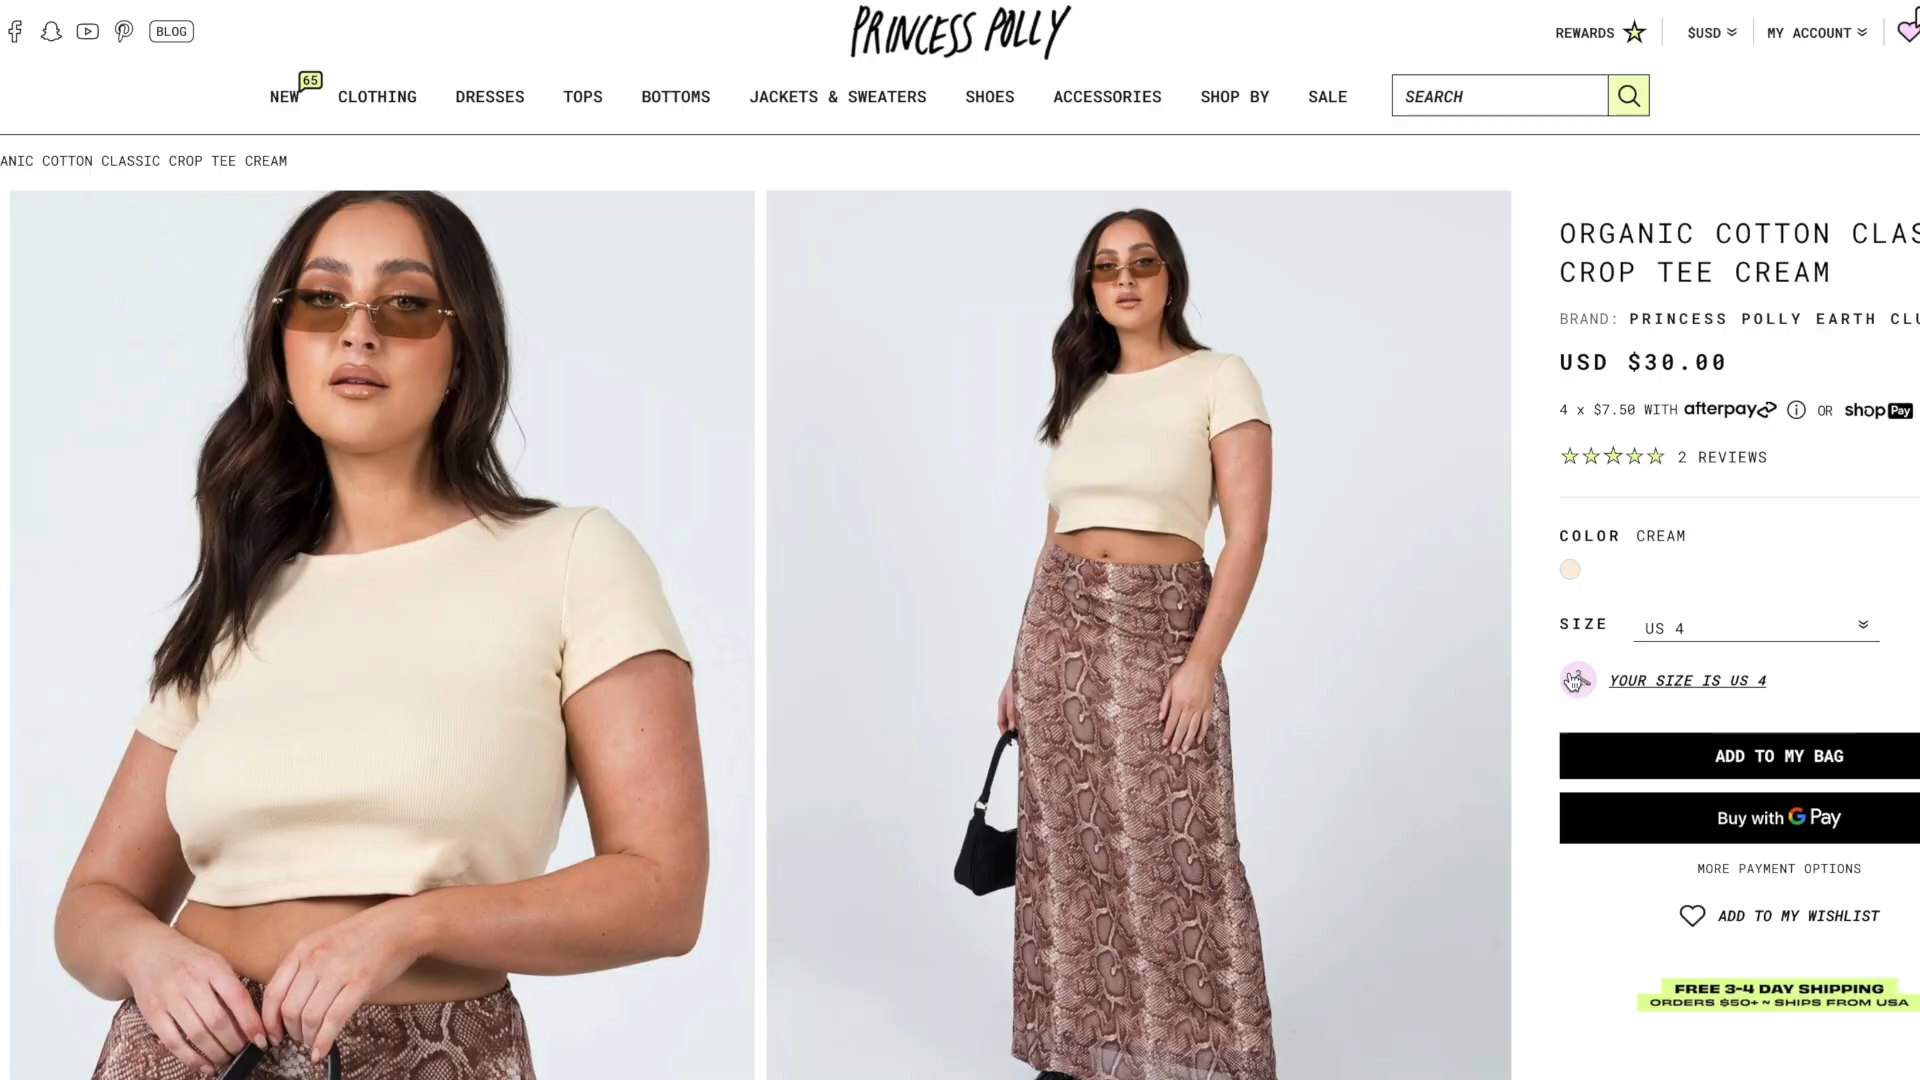 BLOG
PRINCESS POLLY
REWARDS
$USD
MY ACCOUNT
NEW
65
CLOTHING
DRESSES
TOPS
BOTTOMS
JACKETS & SWEATERS
SHOES
ACCESSORIES
SHOP BY
SALE
SEARCH
ANIC COTTON CLASSIC CROP TEE CREAM
ORGANIC COTTON CLAS
CROP TEE CREAM
BRAND: PRINCESS POLLY EARTH CLU
USD $30.00
4 x $7.50 WITH afterpay OR shop Pay
2 REVIEWS
COLOR CREAM
SIZE US 4
YOUR SIZE IS US 4
ADD TO MY BAG
Buy with G Pay
MORE PAYMENT OPTIONS
ADD TO MY WISHLIST
FREE 3-4 DAY SHIPPING
ORDERS $50+ ~ SHIPS FROM USA